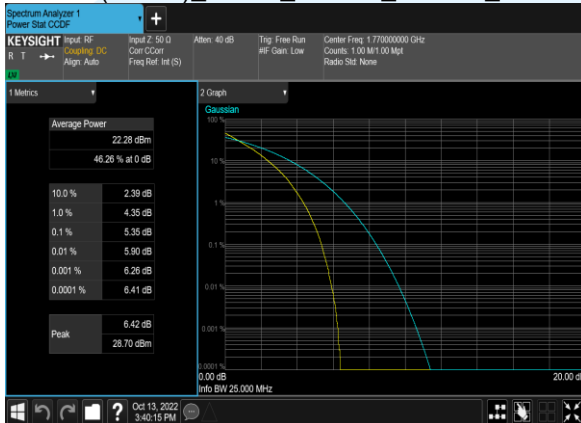 Spectrum Analyzer 1
Power Stat CCDF
KEYSIGHT
R T
Input: RF
Coupling: DC
Align: Auto
Input Z: 50 Ω
Corr CCorr
Freq Ref: Int (S)
Atten: 40 dB
Trig: Free Run
#IF Gain: Low
Center Freq: 1.770000000 GHz
Counts: 1.00 M/1.00 Mpt
Radio Std: None
1 Metrics
Average Power
22.28 dBm
46.26 % at 0 dB
10.0 % 2.39 dB
1.0 % 4.35 dB
0.1 % 5.35 dB
0.01 % 5.90 dB
0.001 % 6.26 dB
0.0001 % 6.41 dB
Peak
6.42 dB
28.70 dBm
2 Graph
Gaussian
100 %
10 %
1 %
0.1 %
0.01 %
0.001 %
0.0001 %
0.00 dB
20.00 d
Info BW 25.000 MHz
?
Oct 13, 2022
3:40:15 PM